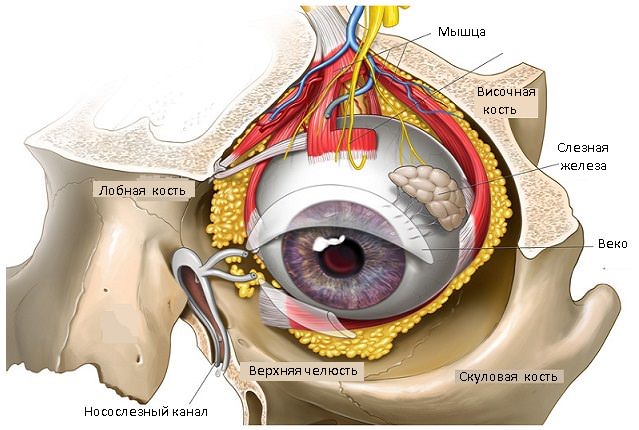 Мышца
Височная
кость
Слезная
железа
Лобная кость
Веко
Верхняя челюсть
Скуловая кость
Носослезный канал